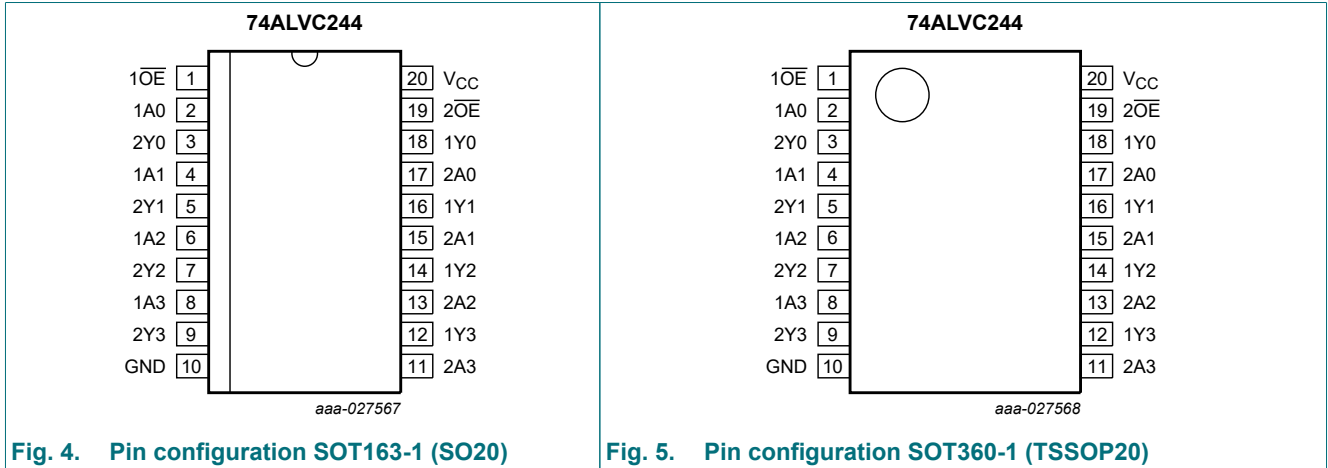 74ALVC244
1O̅E̅ 1
20 VCC
1A0 2
19 2O̅E̅
2Y0 3
18 1Y0
1A1 4
17 2A0
2Y1 5
16 1Y1
1A2 6
15 2A1
2Y2 7
14 1Y2
1A3 8
13 2A2
2Y3 9
12 1Y3
GND 10
11 2A3
aaa-027567
Fig. 4. Pin configuration SOT163-1 (SO20)
74ALVC244
1O̅E̅ 1
20 VCC
1A0 2
19 2O̅E̅
2Y0 3
18 1Y0
1A1 4
17 2A0
2Y1 5
16 1Y1
1A2 6
15 2A1
2Y2 7
14 1Y2
1A3 8
13 2A2
2Y3 9
12 1Y3
GND 10
11 2A3
aaa-027568
Fig. 5. Pin configuration SOT360-1 (TSSOP20)